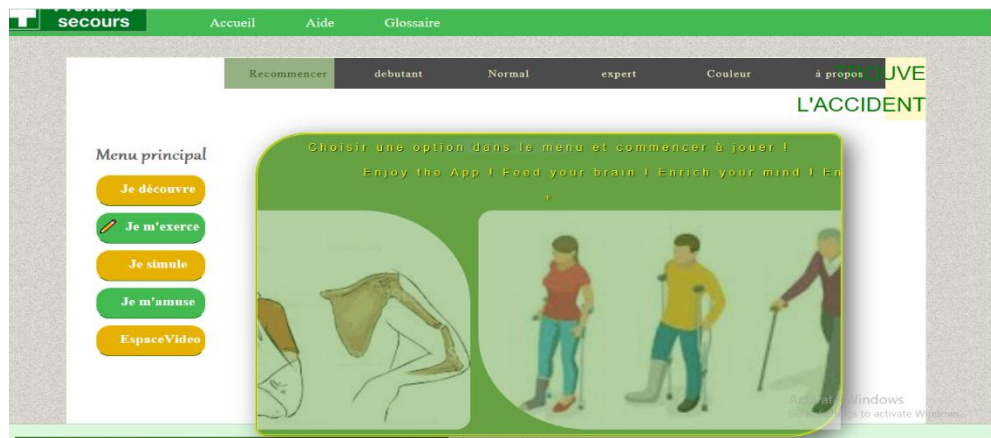 Premiers
secours
Accueil Aide Glossaire
Recommencer debutant Normal expert Couleur à propos
L'ACCIDENT
Choisir une option dans le menu et commencer à jouer !
Enjoy the App ! Feed your brain ! Enrich your mind ! En
Menu principal
Je découvre
Je m'exerce
Je simule
Je m'amuse
EspaceVideo
Activate Windows
Go to Settings to activate Windows.